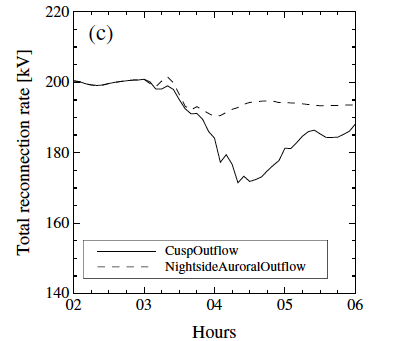 220
(c)
200
180
160
140
Total reconnection rate [kV]
CuspOutflow
NightsideAuroralOutflow
02 03 04 05 06
Hours